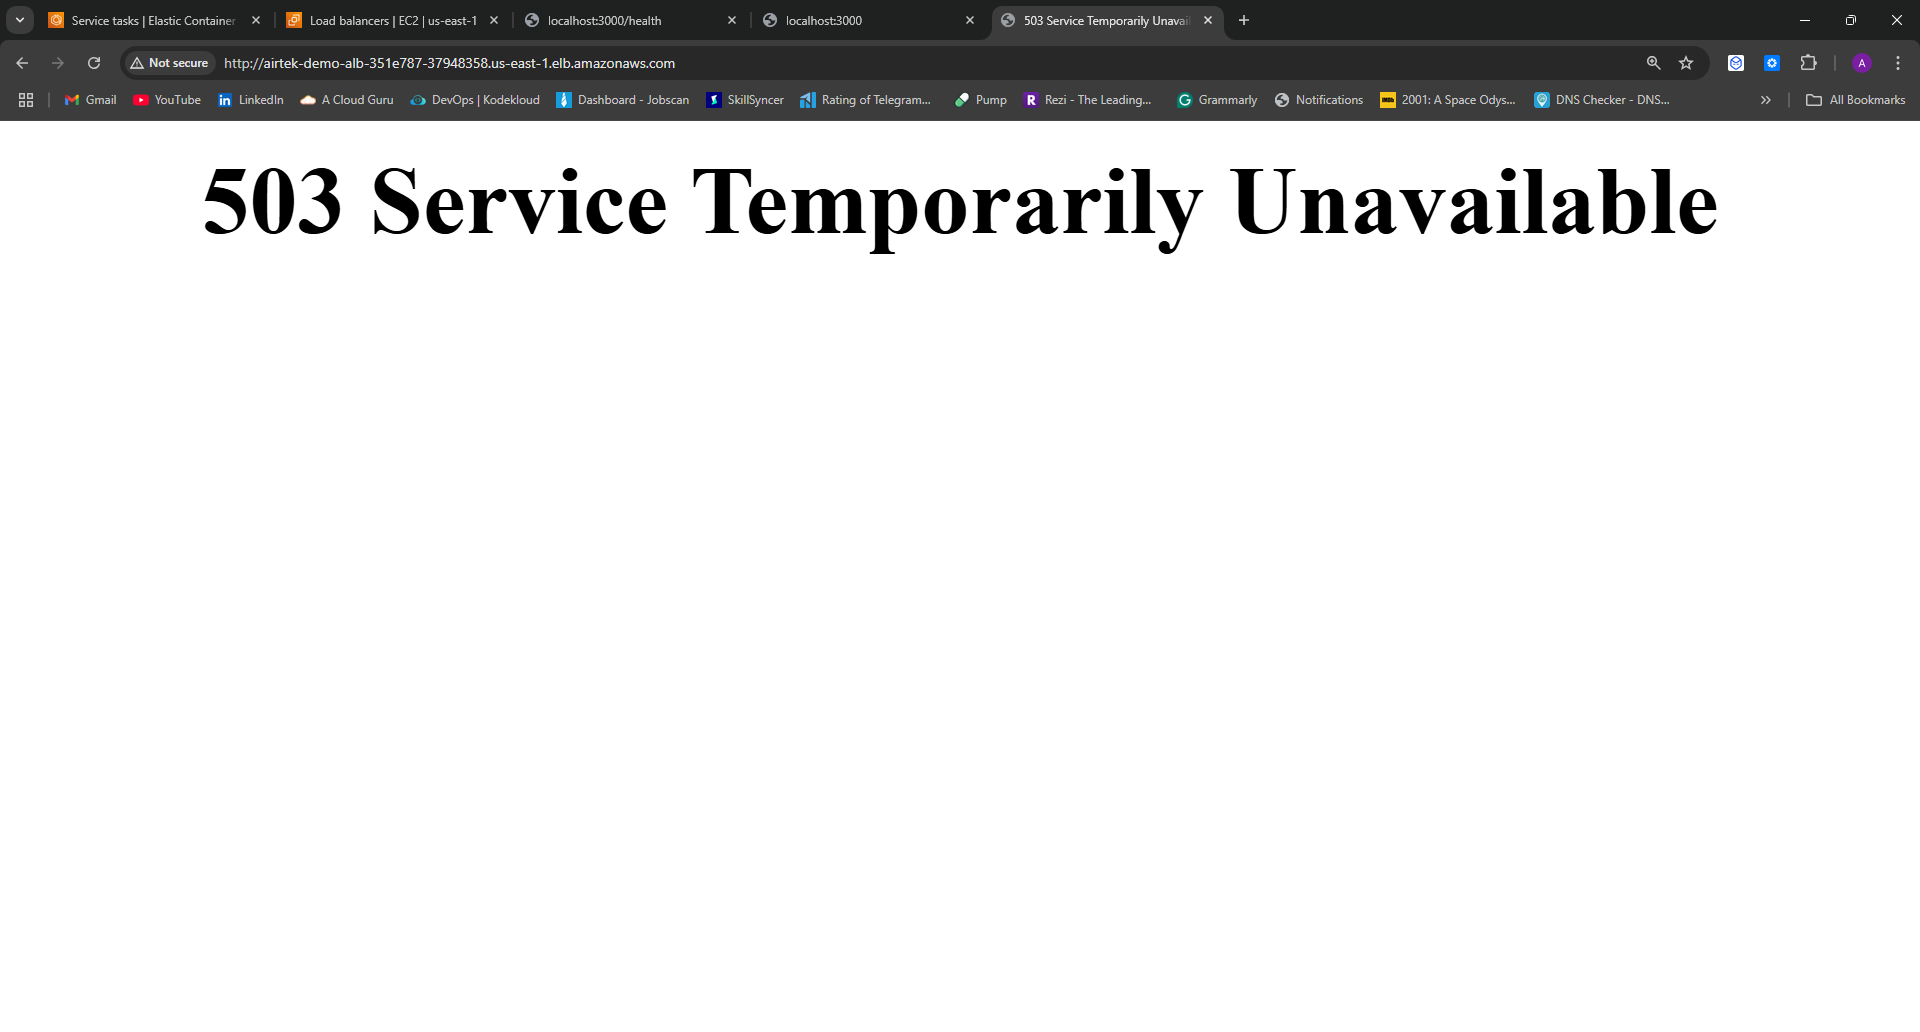 Service tasks | Elastic Container
Load balancers | EC2 | us-east-1
localhost:3000/health
localhost:3000
503 Service Temporarily Unavail
Not secure
http://airtek-demo-alb-351e787-37948358.us-east-1.elb.amazonaws.com
A
Gmail
YouTube
LinkedIn
A Cloud Guru
DevOps | Kodekloud
Dashboard - Jobscan
SkillSyncer
Rating of Telegram...
Pump
Rezi - The Leading...
Grammarly
Notifications
2001: A Space Odys...
DNS Checker - DNS...
All Bookmarks
503 Service Temporarily Unavailable